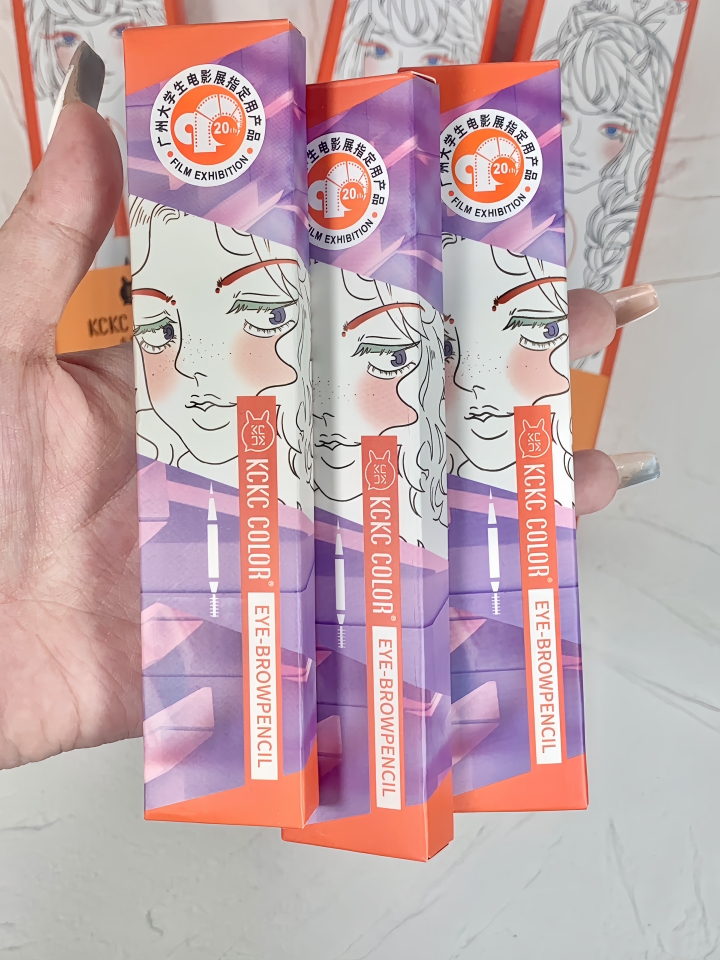 广州大学生电影展指定用产品
20th
FILM EXHIBITION
KCKC
KCKC COLOR®
EYE-BROWPENCIL
生电影展指定用产品
20th
FILM EXHIBITION
KCKC
KCKC COLOR®
EYE-BROWPENCIL
广州大学生电影展指定用产品
20th
FILM EXHIBITION
KCKC
KCKC COLOR®
EYE-BROWPENCIL
KCKC